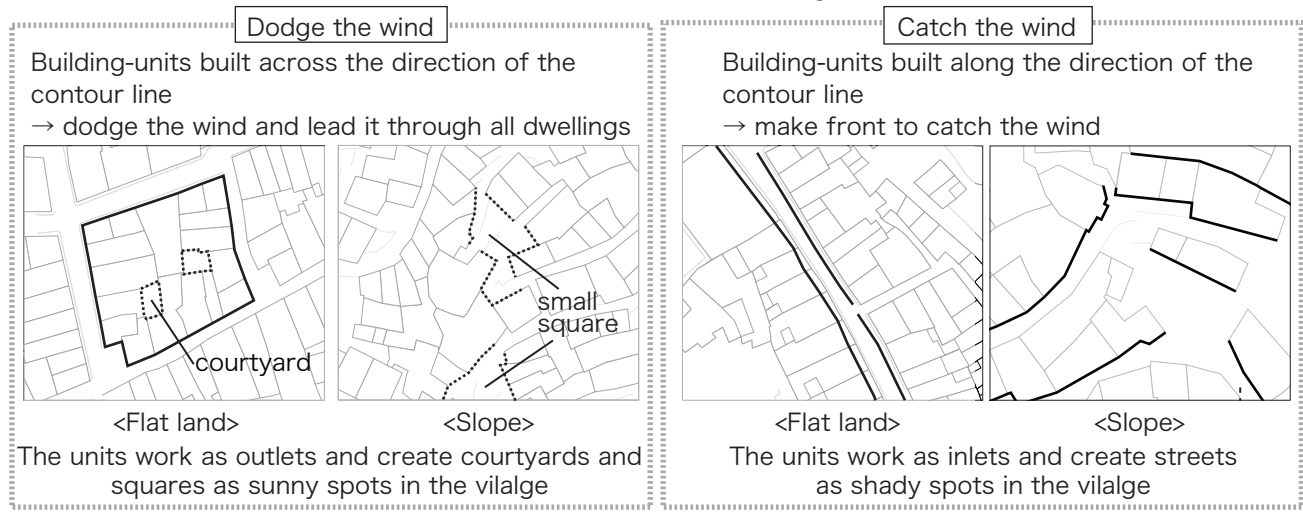 Dodge the wind
Building-units built across the direction of the
contour line
→ dodge the wind and lead it through all dwellings
courtyard
small
square
<Flat land>
<Slope>
The units work as outlets and create courtyards and
squares as sunny spots in the vilalge
Catch the wind
Building-units built along the direction of the
contour line
→ make front to catch the wind
<Flat land>
<Slope>
The units work as inlets and create streets
as shady spots in the vilalge